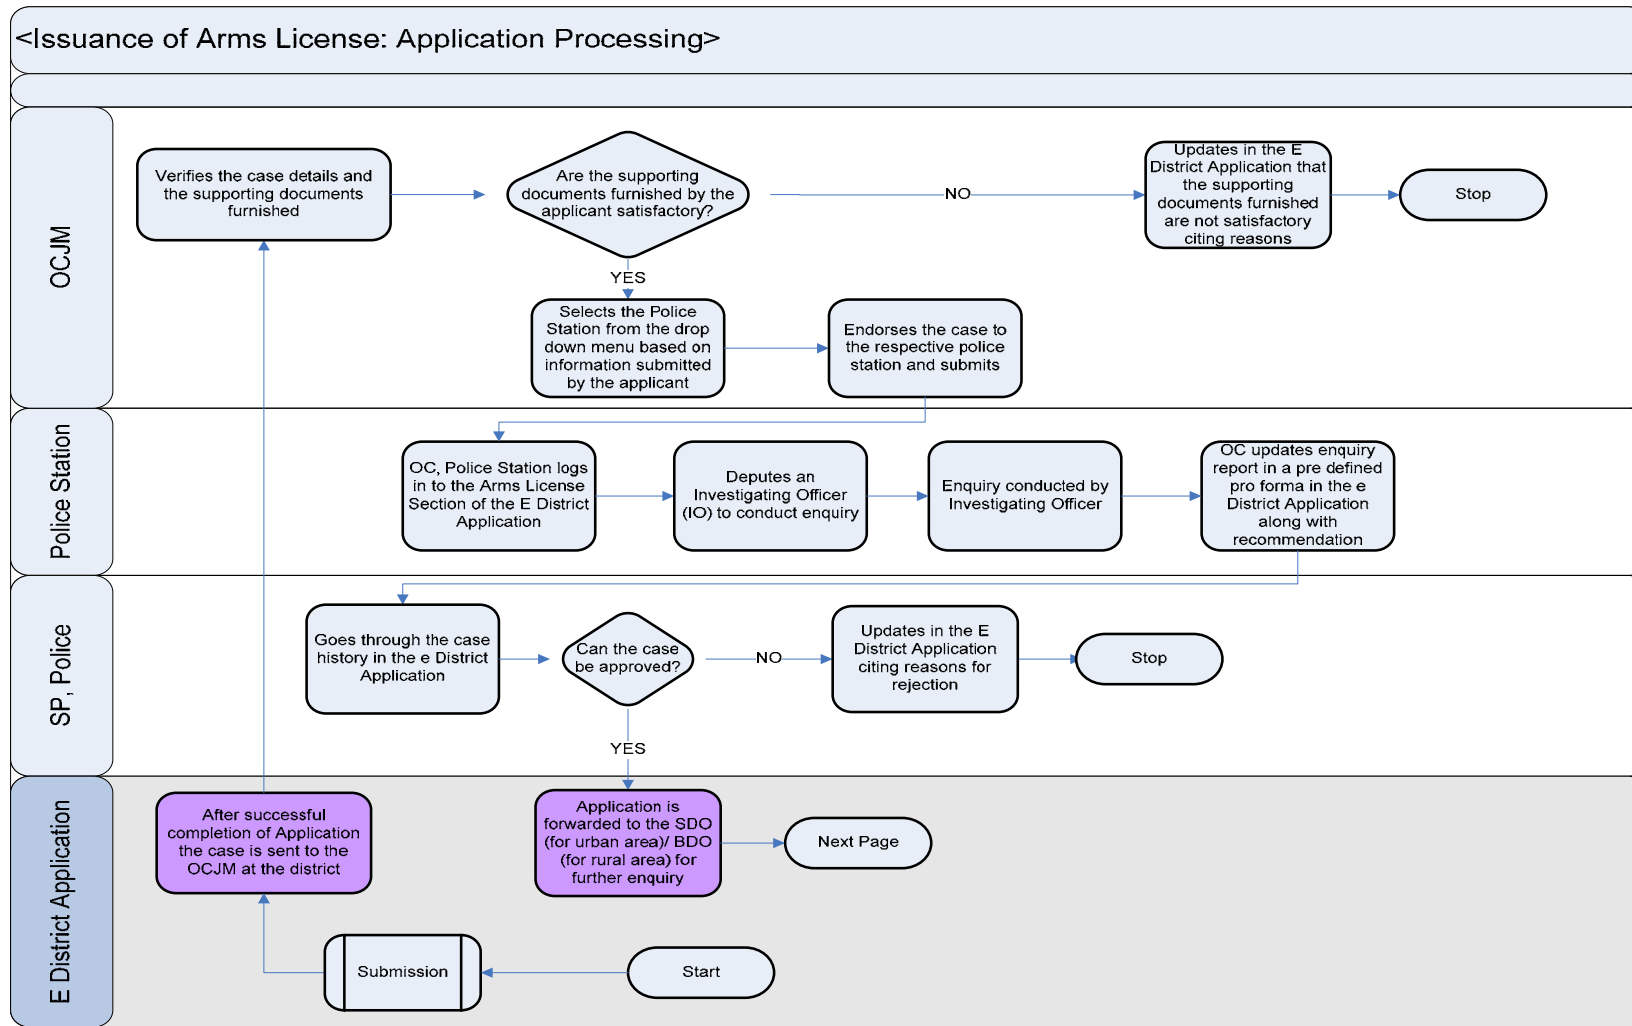 <Issuance of Arms License: Application Processing>
OCJM
Verifies the case details and
the supporting documents
furnished
Are the supporting
documents furnished by the
applicant satisfactory?
NO
Updates in the E
District Application that
the supporting
documents furnished
are not satisfactory
citing reasons
Stop
YES
Selects the Police
Station from the drop
down menu based on
information submitted
by the applicant
Endorses the case to
the respective police
station and submits
Police Station
OC, Police Station logs
in to the Arms License
Section of the E District
Application
Deputes an
Investigating Officer
(IO) to conduct enquiry
Enquiry conducted by
Investigating Officer
OC updates enquiry
report in a pre defined
pro forma in the e
District Application
along with
recommendation
SP, Police
Goes through the case
history in the e District
Application
Can the case
be approved?
NO
Updates in the E
District Application
citing reasons for
rejection
Stop
YES
E District Application
After successful
completion of Application
the case is sent to the
OCJM at the district
Application is
forwarded to the SDO
(for urban area)/ BDO
(for rural area) for
further enquiry
Next Page
Submission
Start